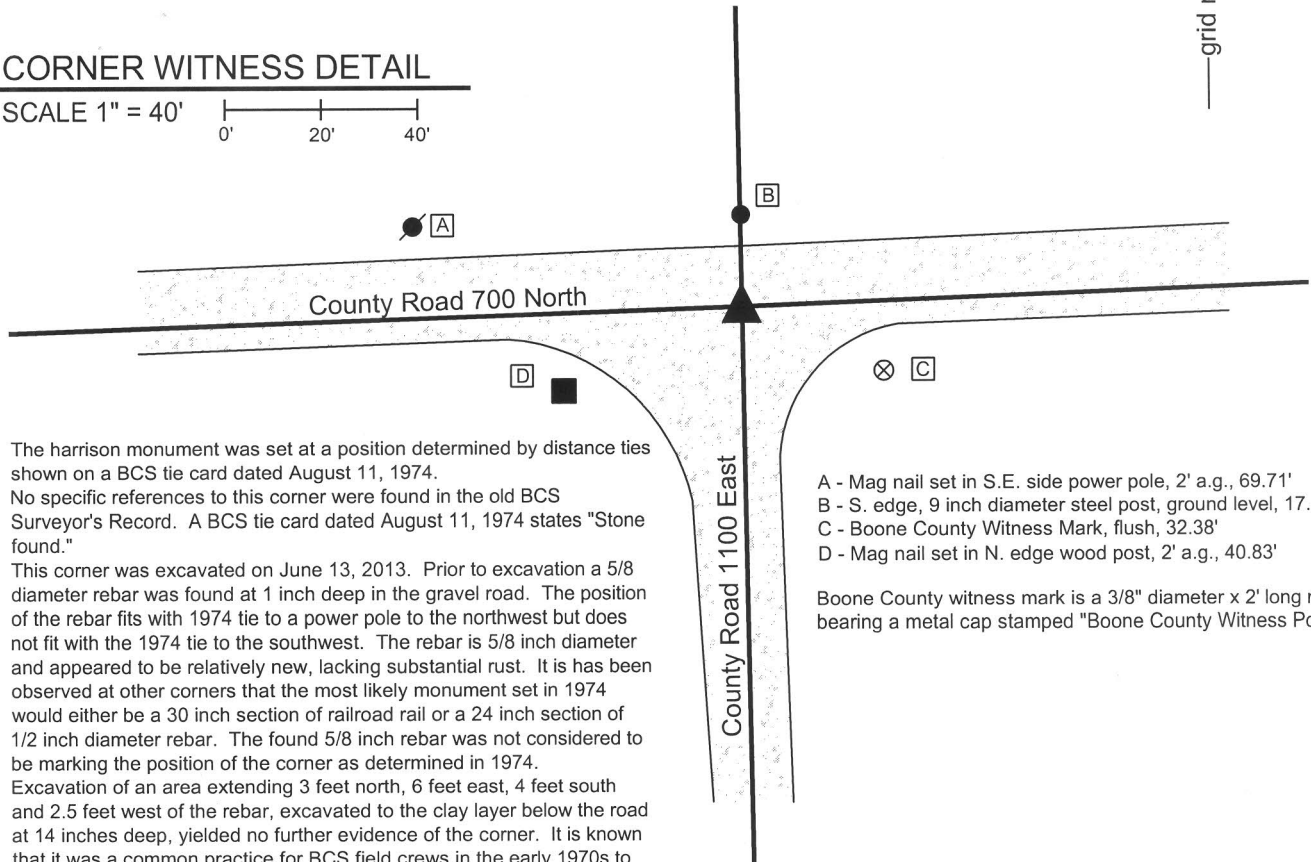 CORNER WITNESS DETAIL
SCALE 1" = 40'
0' 20' 40'
grid
A
B
County Road 700 North
D
C
County Road 1100 East
The harrison monument was set at a position determined by distance ties
shown on a BCS tie card dated August 11, 1974.
No specific references to this corner were found in the old BCS
Surveyor's Record. A BCS tie card dated August 11, 1974 states "Stone
found."
This corner was excavated on June 13, 2013. Prior to excavation a 5/8
diameter rebar was found at 1 inch deep in the gravel road. The position
of the rebar fits with 1974 tie to a power pole to the northwest but does
not fit with the 1974 tie to the southwest. The rebar is 5/8 inch diameter
and appeared to be relatively new, lacking substantial rust. It is has been
observed at other corners that the most likely monument set in 1974
would either be a 30 inch section of railroad rail or a 24 inch section of
1/2 inch diameter rebar. The found 5/8 inch rebar was not considered to
be marking the position of the corner as determined in 1974.
Excavation of an area extending 3 feet north, 6 feet east, 4 feet south
and 2.5 feet west of the rebar, excavated to the clay layer below the road
at 14 inches deep, yielded no further evidence of the corner. It is known
that it was a common practice for BCS field crews in the early 1970s to
A - Mag nail set in S.E. side power pole, 2' a.g., 69.71'
B - S. edge, 9 inch diameter steel post, ground level, 17.
C - Boone County Witness Mark, flush, 32.38'
D - Mag nail set in N. edge wood post, 2' a.g., 40.83'
Boone County witness mark is a 3/8" diameter x 2' long
bearing a metal cap stamped "Boone County Witness